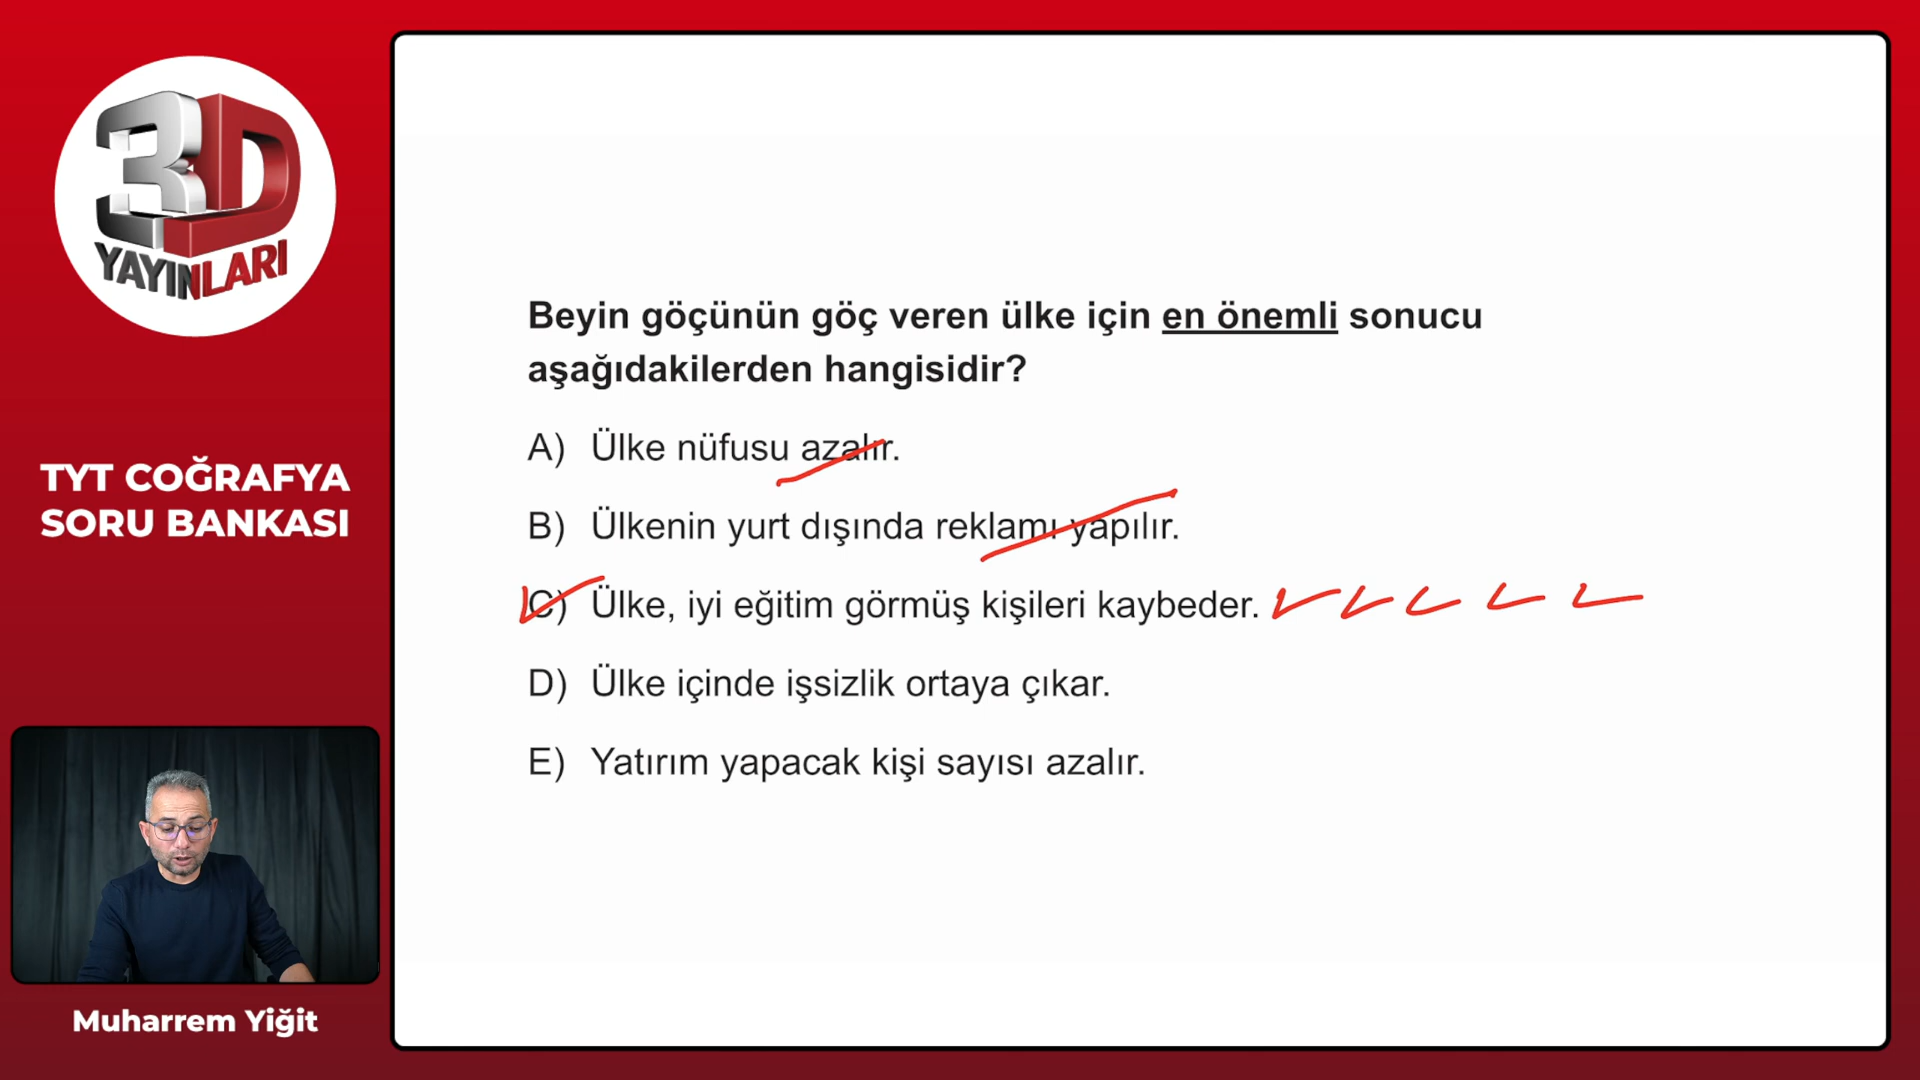 3D
YAYINLARI
TYT COĞRAFYA
SORU BANKASI
Muharrem Yiğit
Beyin göçünün göç veren ülke için en önemli sonucu
aşağıdakilerden hangisidir?
A) Ülke nüfusu azalır.
B) Ülkenin yurt dışında reklamı yapılır.
C) Ülke, iyi eğitim görmüş kişileri kaybeder.
D) Ülke içinde işsizlik ortaya çıkar.
E) Yatırım yapacak kişi sayısı azalır.